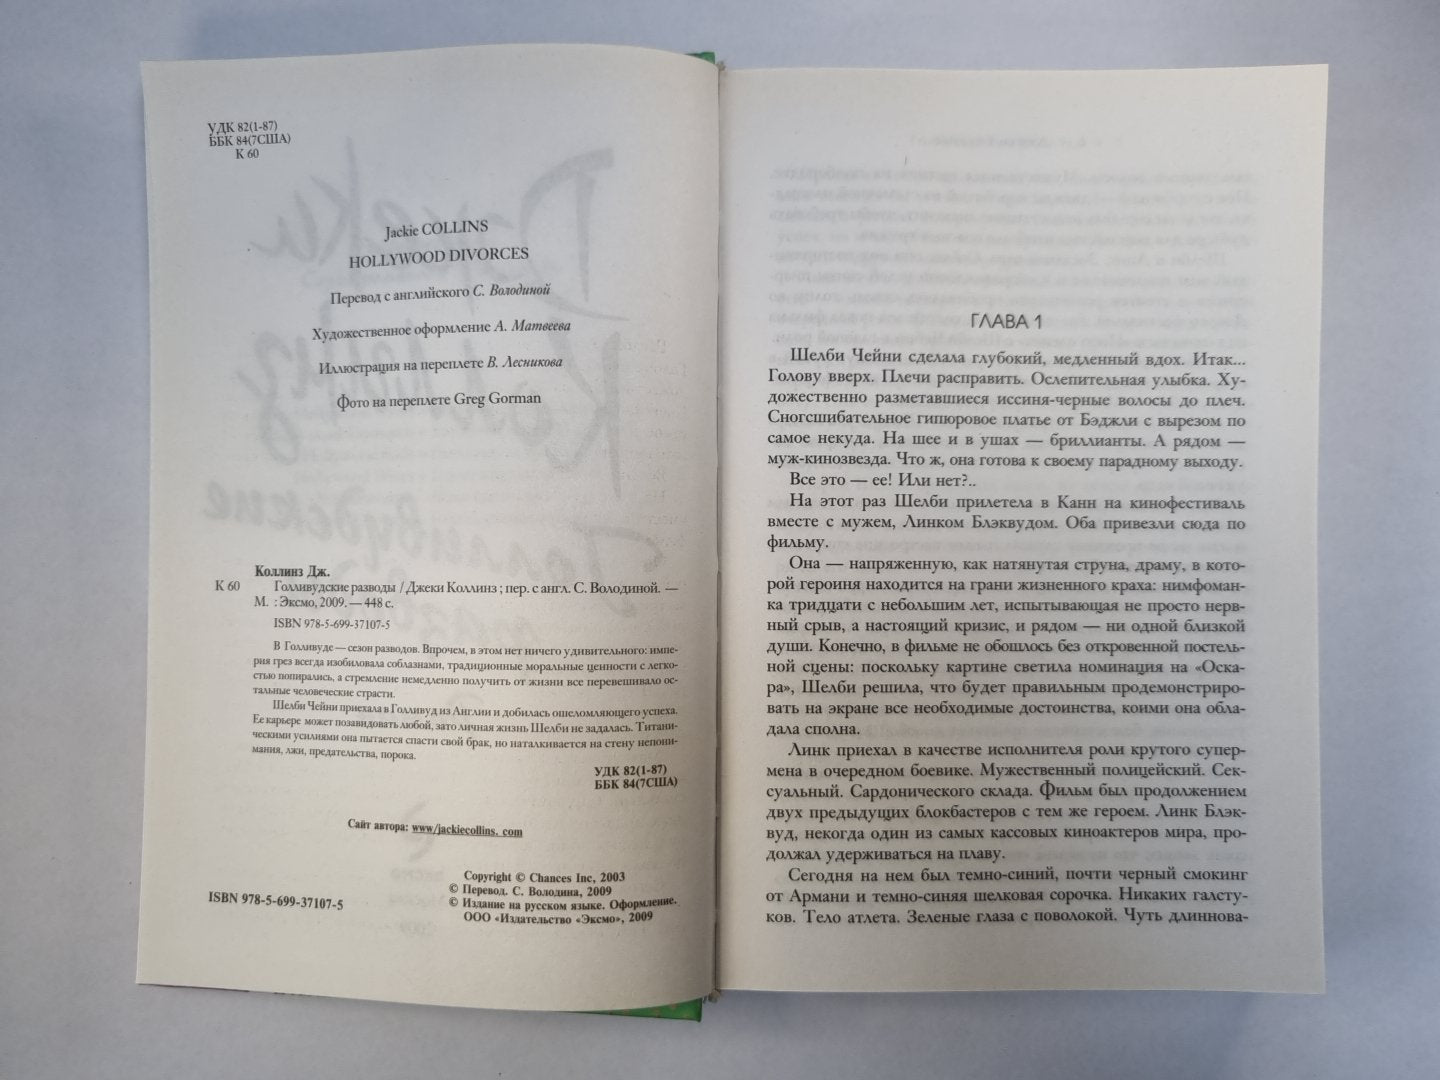 УДК 82(1-87)
ББК 84(7США)
К 60
Jackie COLLINS
HOLLYWOOD DIVORCES
Перевод с английского С. Володиной
Художественное оформление А. Матвеева
Иллюстрация на переплете В. Лесникова
Фото на переплете Greg Gorman
Коллинз Дж.
К 60 Голливудские разводы / Джеки Коллинз ; пер. с англ. С. Володиной. —
М. : Эксмо, 2009. — 448 с.
ISBN 978-5-699-37107-5
В Голливуде — сезон разводов. Впрочем, в этом нет ничего удивительного: импе-
рия грез всегда изобиловала соблазнами, традиционные моральные ценности с легко-
стью попирались, а стремление немедленно получить от жизни все перевешивало ос-
тальные человеческие страсти.
Шелби Чейни приехала в Голливуд из Англии и добилась ошеломляющего успеха.
Ее карьере может позавидовать любой, зато личная жизнь Шелби не задалась. Титани-
ческими усилиями она пытается спасти свой брак, но наталкивается на стену непони-
мания, лжи, предательства, порока.
УДК 82(1-87)
ББК 84(7США)
Сайт автора: www/jackiecollins. com
Copyright © Chances Inc, 2003
© Перевод. С. Володина, 2009
© Издание на русском языке. Оформление.
ООО «Издательство «Эксмо», 2009
ISBN 978-5-699-37107-5
ГЛАВА 1
Шелби Чейни сделала глубокий, медленный вдох. Итак...
Голову вверх. Плечи расправить. Ослепительная улыбка. Ху-
дожественно разметавшиеся иссиня-черные волосы до плеч.
Сногсшибательное гипюровое платье от Бэджли с вырезом по
самое некуда. На шее и в ушах — бриллианты. А рядом —
муж-кинозвезда. Что ж, она готова к своему парадному выходу.
Все это — ее! Или нет?..
На этот раз Шелби прилетела в Канн на кинофестиваль
вместе с мужем, Линком Блэквудом. Оба привезли сюда по
фильму.
Она — напряженную, как натянутая струна, драму, в кото-
рой героиня находится на грани жизненного краха: нимфоман-
ка тридцати с небольшим лет, испытывающая не просто нерв-
ный срыв, а настоящий кризис, и рядом — ни одной близкой
души. Конечно, в фильме не обошлось без откровенной постель-
ной сцены: поскольку картине светила номинация на «Оска-
ра», Шелби решила, что будет правильным продемонстриро-
вать на экране все необходимые достоинства, коими она обла-
дала сполна.
Линк приехал в качестве исполнителя роли крутого супер-
мена в очередном боевике. Мужественный полицейский. Сек-
суальный. Сардонического склада. Фильм был продолжением
двух предыдущих блокбастеров с тем же героем. Линк Блэк-
вуд, некогда один из самых кассовых киноактеров мира, про-
должал удерживаться на плаву.
Сегодня на нем был темно-синий, почти черный смокинг
от Армани и темно-синяя шелковая сорочка. Никаких галсту-
ков. Тело атлета. Зеленые глаза с поволокой. Чуть длиннова-